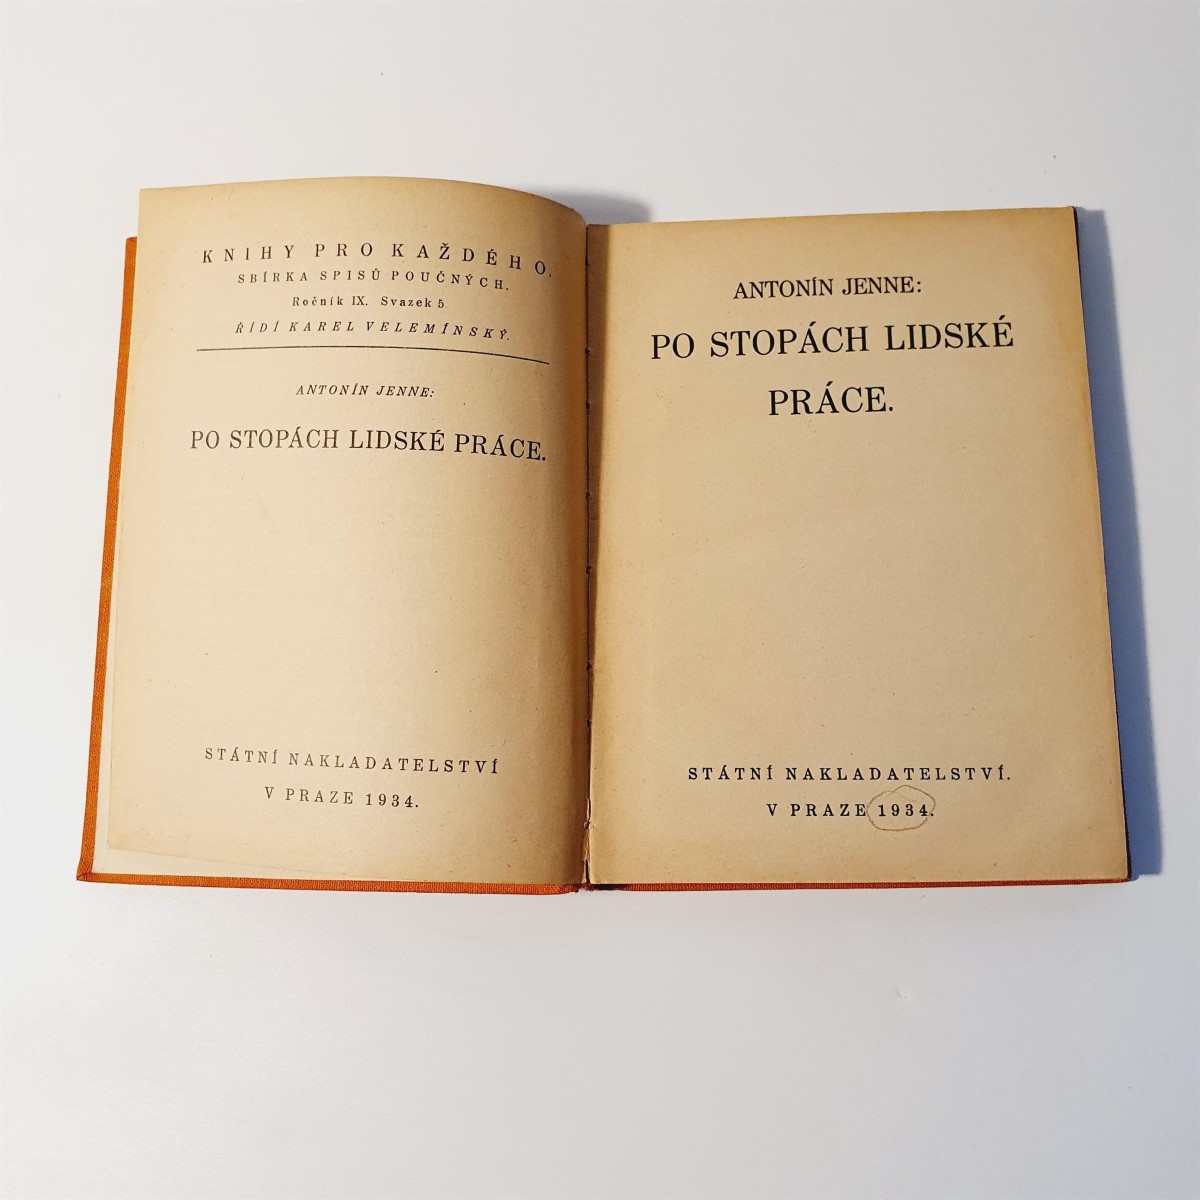 KNIHY PRO KAŽDÉHO.
SBÍRKA SPISŮ POUČNÝCH.
Ročník IX. Svazek 5
ŘÍDÍ KAREL VELEMÍNSKÝ.
ANTONÍN JENNE:
PO STOPÁCH LIDSKÉ PRÁCE.
STÁTNÍ NAKLADATELSTVÍ
V PRAZE 1934.
ANTONÍN JENNE:
PO STOPÁCH LIDSKÉ
PRÁCE.
STÁTNÍ NAKLADATELSTVÍ.
V PRAZE 1934.